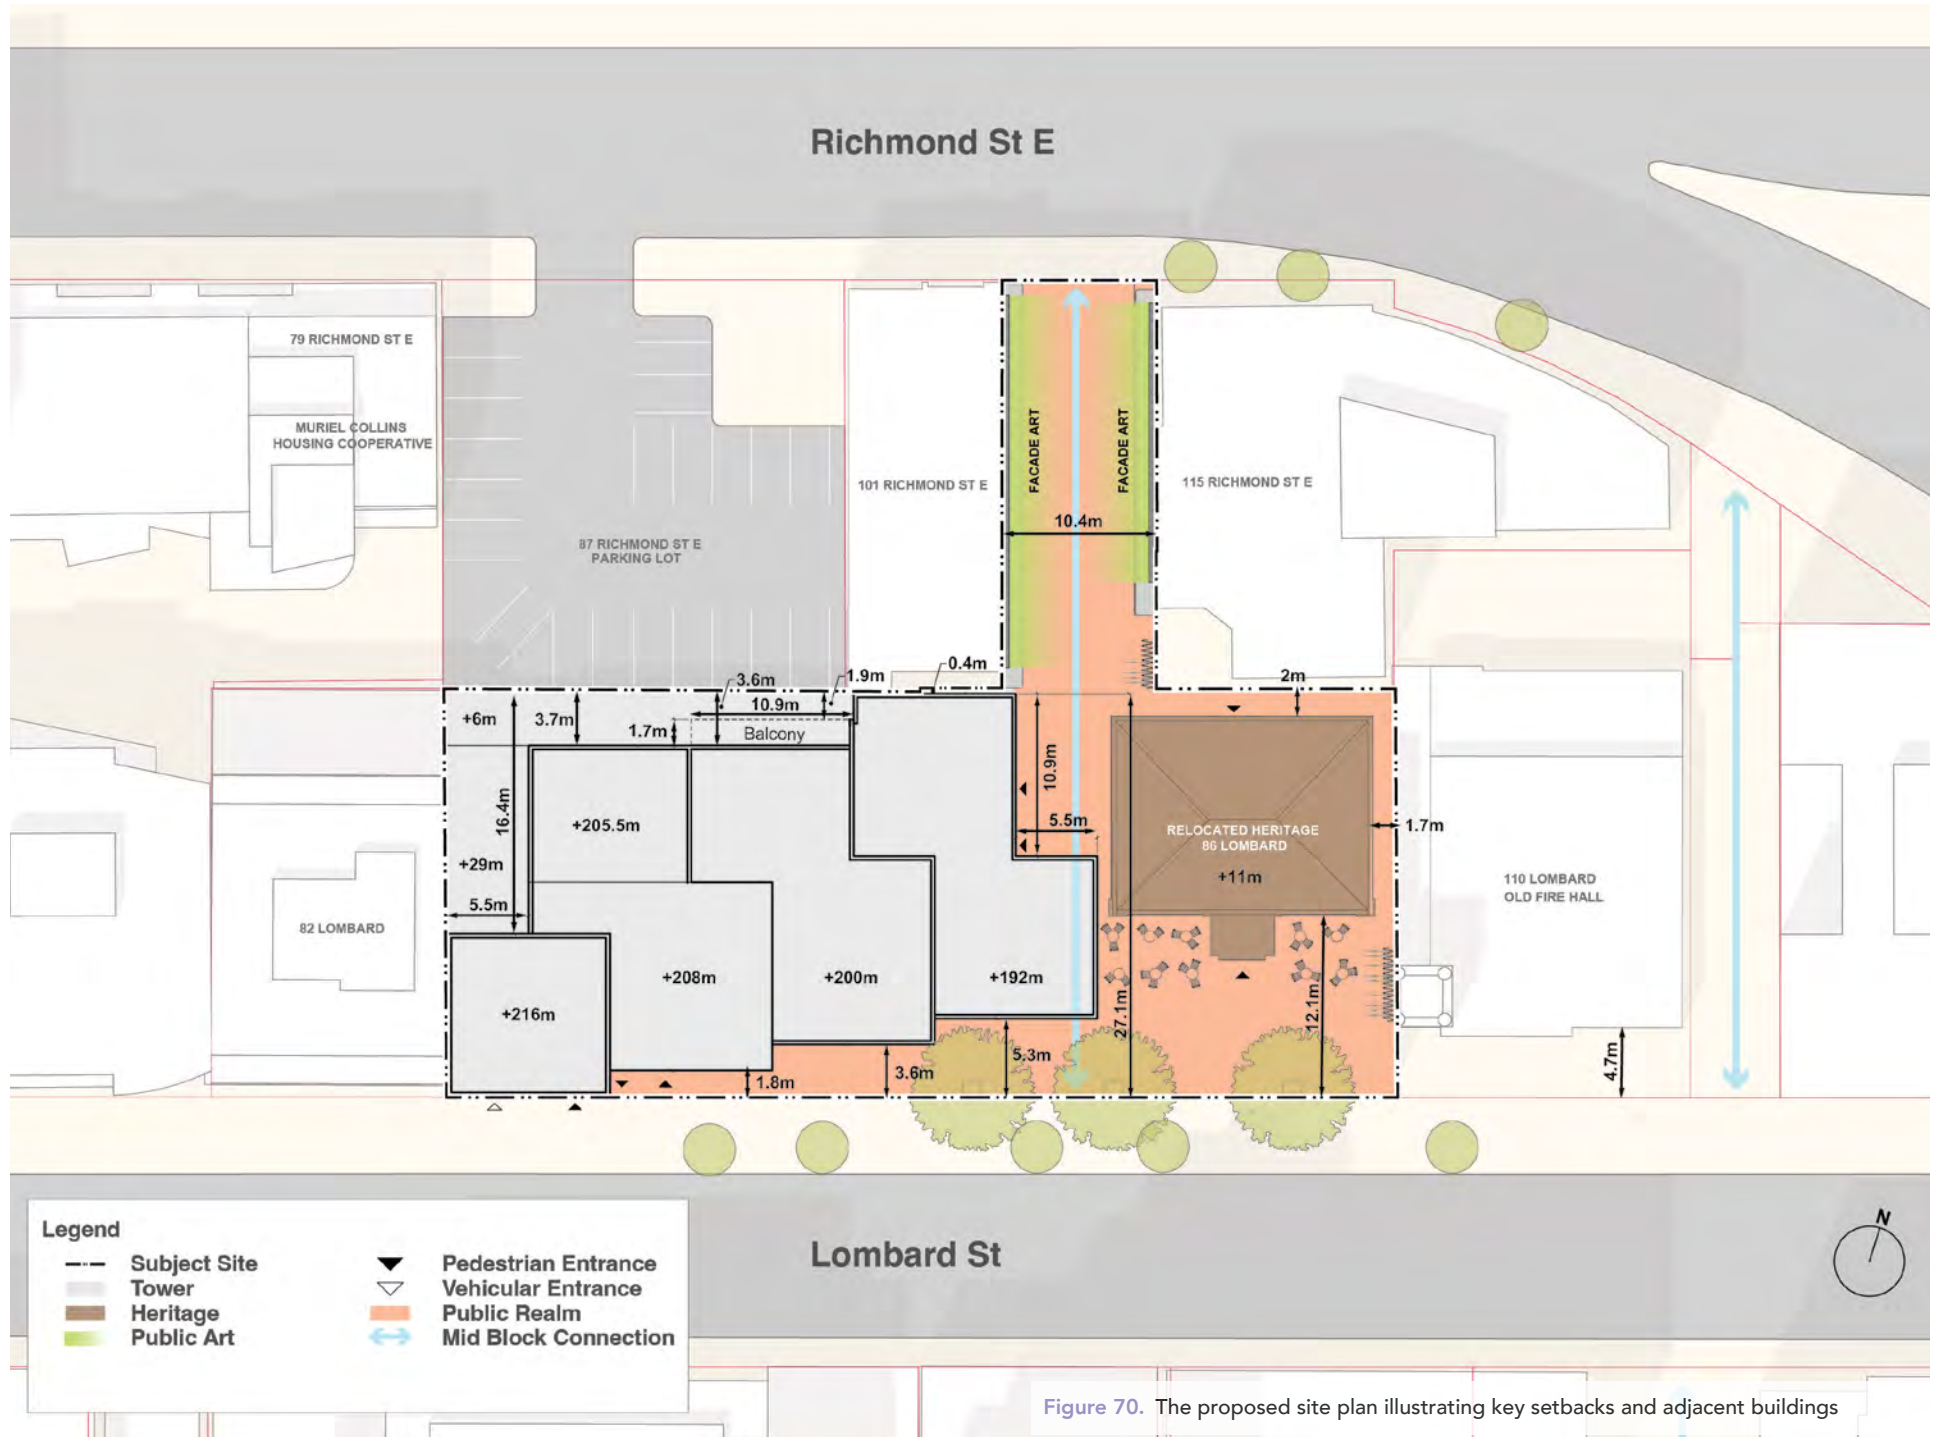 Richmond St E
79 RICHMOND ST E
MURIEL COLLINS
HOUSING COOPERATIVE
87 RICHMOND ST E
PARKING LOT
101 RICHMOND ST E
FACADE ART
FACADE ART
10.4m
115 RICHMOND ST E
0.4m
1.9m
3.6m
10.9m
2m
+6m
3.7m
1.7m
Balcony
16.4m
+205.5m
10.9m
5.5m
RELOCATED HERITAGE
86 LOMBARD
+11m
1.7m
+29m
5.5m
82 LOMBARD
110 LOMBARD
OLD FIRE HALL
+216m
+208m
+200m
+192m
27.1m
12.1m
1.8m
3.6m
5.3m
4.7m
Lombard St
N
Legend
Subject Site
Tower
Heritage
Public Art
Pedestrian Entrance
Vehicular Entrance
Public Realm
Mid Block Connection
Figure 70. The proposed site plan illustrating key setbacks and adjacent buildings